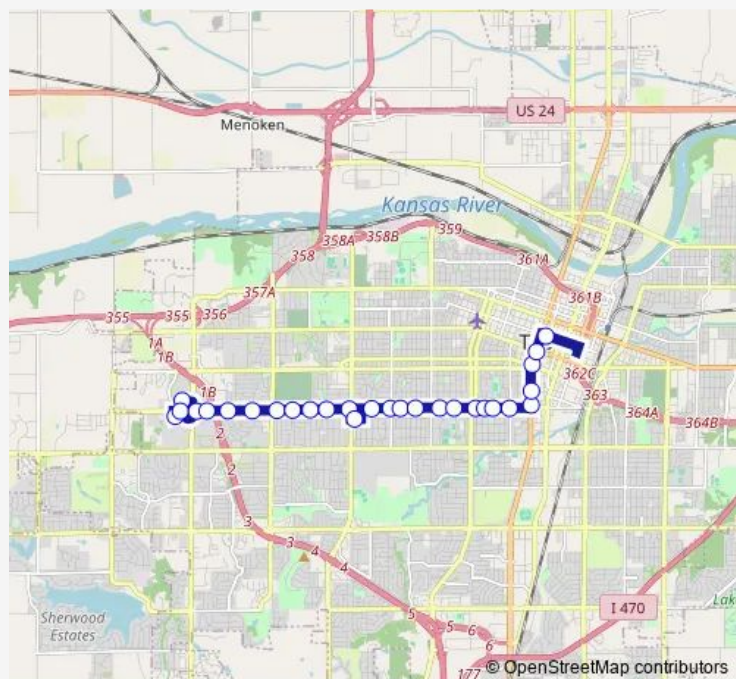 US 24
Menoken
Kansas River
358A
358B
359
358
361A
357A
361B
355
355
356
1A
1B
T
362C
363
1B
364A
364B
2
2
3
3
4
4
5
5
6
6
I 470
Lak
Sherwood
Estates
177
© OpenStreetMap contributors